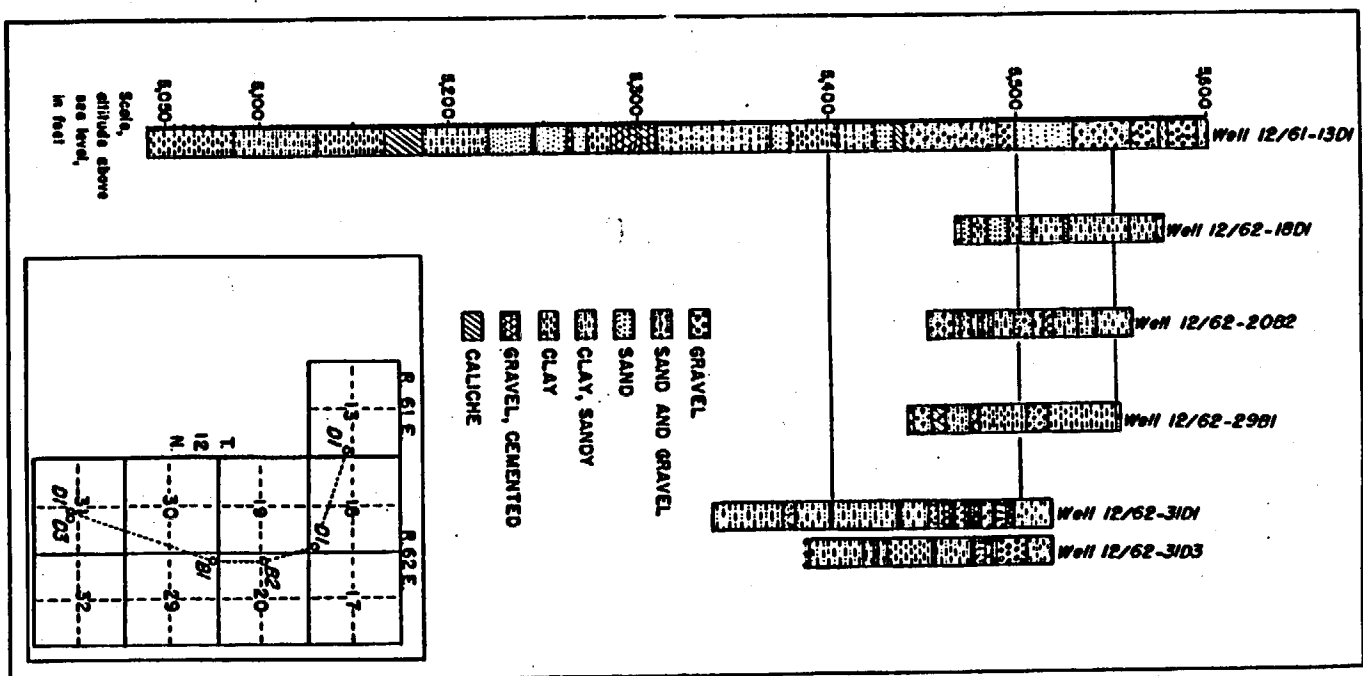 Well 12/61-13D1
Well 12/62-18D1
Well 12/62-20B2
Well 12/62-29B1
Well 12/62-31D1
Well 12/62-31D3
5,600
5,500
5,400
5,300
5,200
5,100
5,050
Scale,
altitude above
sea level,
in feet
GRAVEL
SAND AND GRAVEL
SAND
CLAY, SANDY
CLAY
GRAVEL, CEMENTED
CALICHE
R. 61 E.
R. 62 E.
T.
12
N.
13
D1
18
17
D1
19
20
B2
30
29
B1
31
32
D1
D3